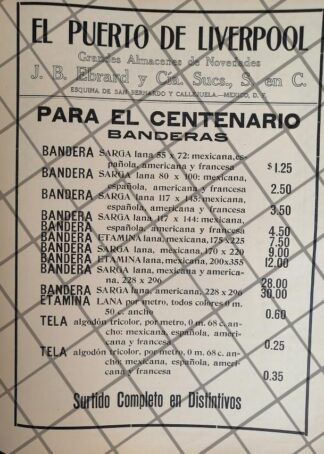 EL PUERTO DE LIVERPOOL
Grandes Almacenes de Novedades
J. B. Ebrard y Cía. Sucs., S. en C.
ESQUINA DE SAN BERNARDO Y CALLEJUELA.—MEXICO, D. F.
PARA EL CENTENARIO
BANDERAS
BANDERA SARGA lana 55 x 72: mexicana, es-
pañola, americana y francesa $1.25
BANDERA SARGA lana 80 x 100: mexicana,
española, americana y francesa 2.50
BANDERA SARGA lana 117 x 145: mexicana,
española, americana y francesa 3.50
BANDERA SARGA lana 117 x 144: mexicana,
española, americana y francesa 4.50
BANDERA ETAMINA lana, mexicana, 175 x 225 7.50
BANDERA SARGA lana, mexicana, 170 x 220 9.00
BANDERA ETAMINA lana, mexicana, 200 x 355 12.00
BANDERA SARGA lana, mexicana y america-
na, 228 x 296 28.00
BANDERA SARGA lana, americana, 228 x 296 30.00
ETAMINA LANA por metro, todos colores 0 m.
50 c. ancho 0.60
TELA algodón tricolor, por metro, 0 m. 68 c. an-
cho: mexicana, española, ameri-
cana y francesa 0.25
TELA algodón tricolor, por metro, 0 m. 68 c. an-
cho: mexicana, española, ameri-
cana y francesa 0.35
Surtido Completo en Distintivos